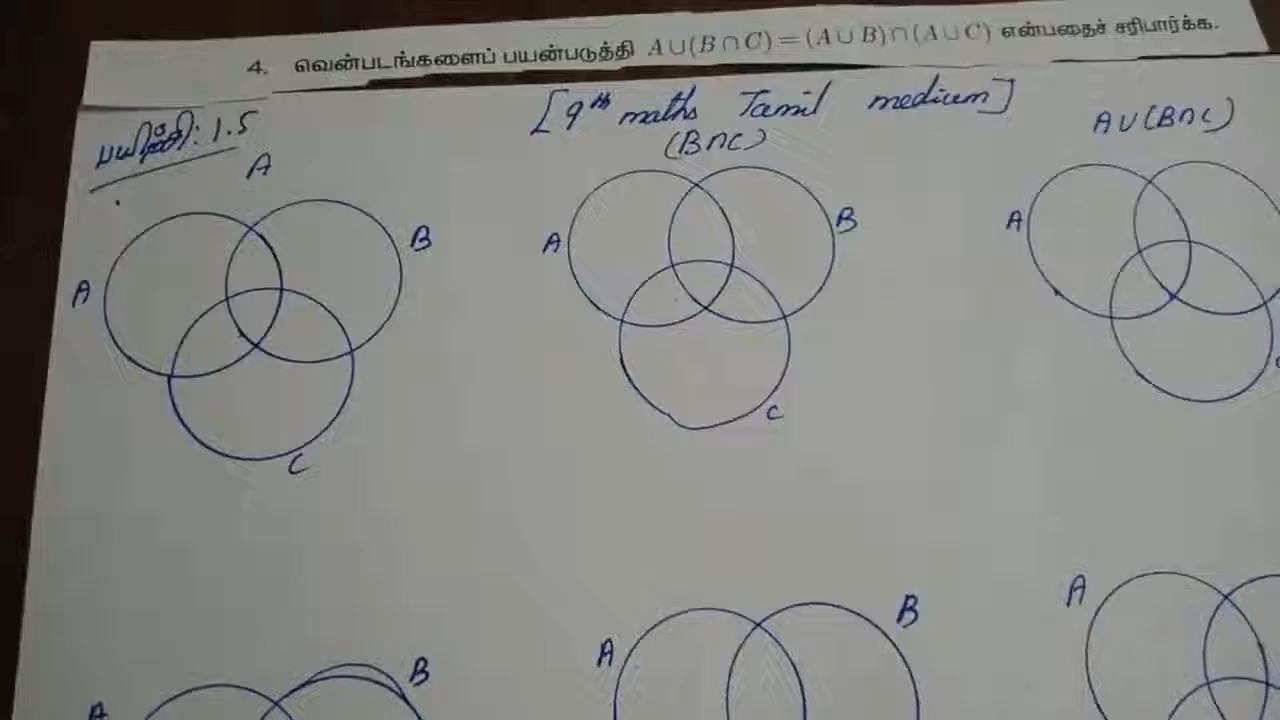 4. வென்படங்களைப் பயன்படுத்தி A∪(B∩C)=(A∪B)∩(A∪C) என்பதைச் சரிபார்க்க.
[9th maths Tamil medium]
பயிற்சி: 1.5
A
A
B
C
(B∩C)
A
B
C
A∪(B∩C)
A
A
B
A
B
A